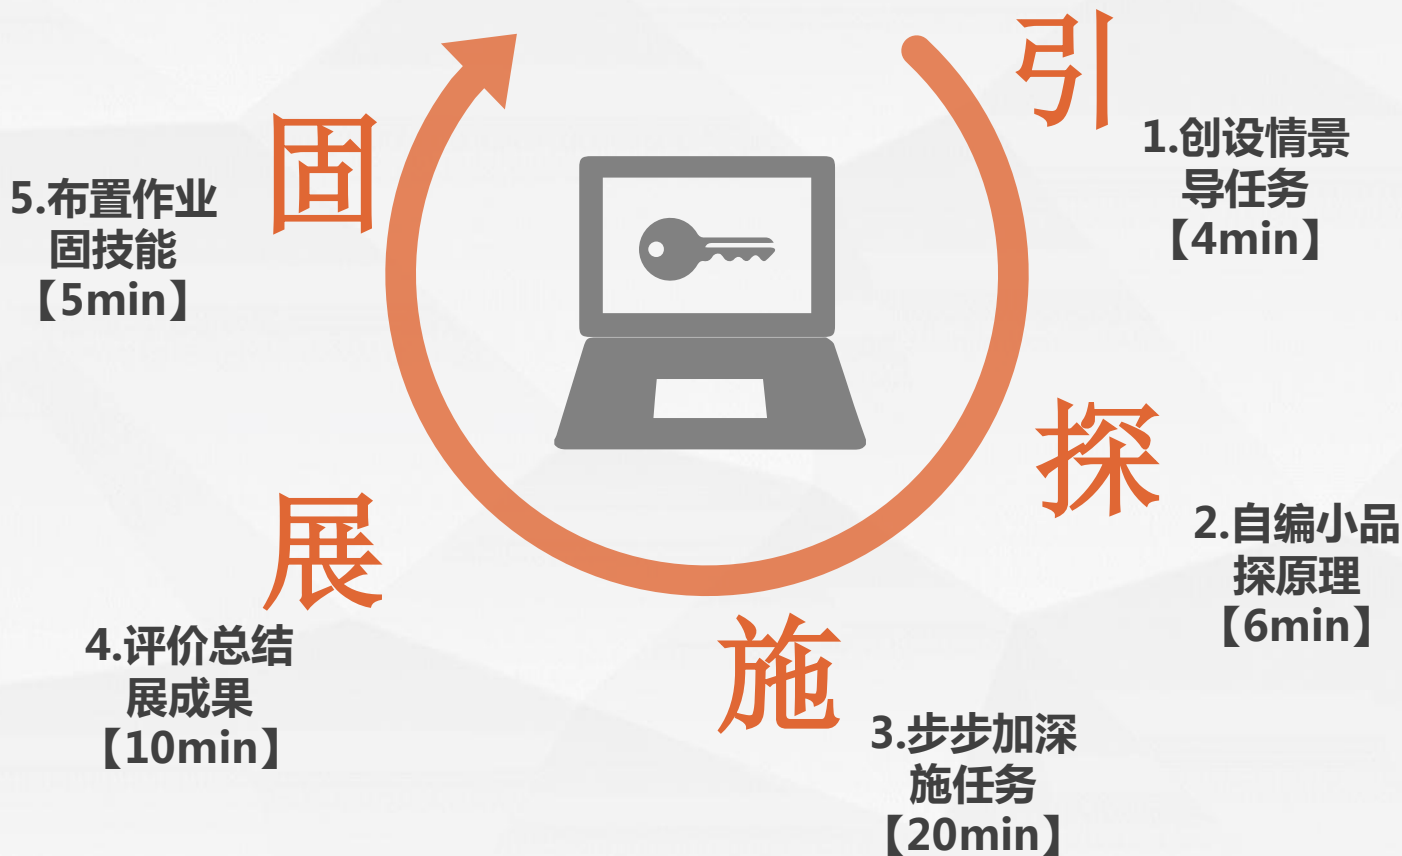 引
1.创设情景
导任务
【4min】
探
2.自编小品
探原理
【6min】
施
3.步步加深
施任务
【20min】
展
4.评价总结
展成果
【10min】
固
5.布置作业
固技能
【5min】